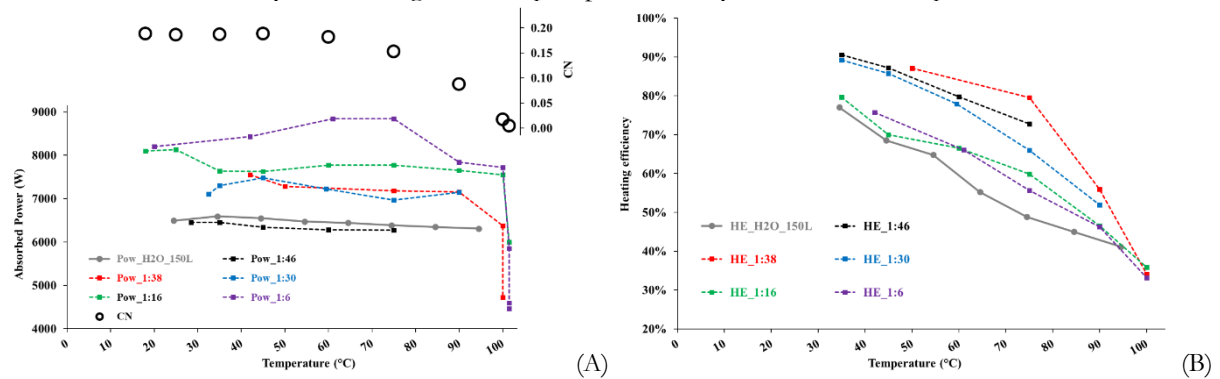 0.20
0.15
0.10
0.05
0.00
CN
9000
8000
7000
6000
5000
4000
Absorbed Power (W)
Pow_H2O_150L
Pow_1:46
Pow_1:38
Pow_1:30
Pow_1:16
Pow_1:6
CN
0
10
20
30
40
50
60
70
80
90
100
Temperature (°C)
(A)
100%
90%
80%
70%
60%
50%
40%
30%
20%
Heating efficiency
HE_H2O_150L
HE_1:46
HE_1:38
HE_1:30
HE_1:16
HE_1:6
0
10
20
30
40
50
60
70
80
90
100
Temperature (°C)
(B)